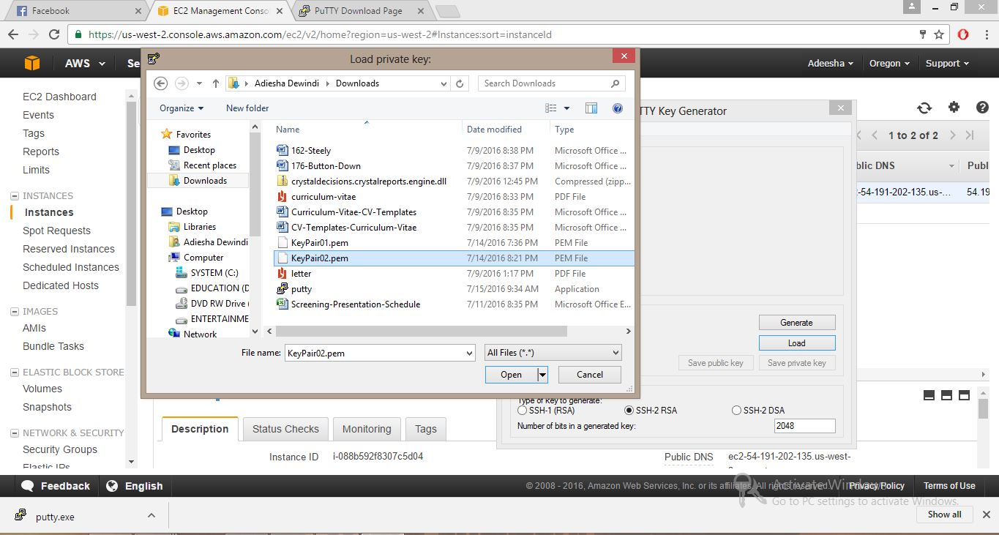 Facebook
EC2 Management Conso
PuTTY Download Page
https://us-west-2.console.aws.amazon.com/ec2/v2/home?region=us-west-2#Instances:sort=instanceId
AWS
Se
Adeesha
Oregon
Support
Load private key:
Adiesha Dewindi
Downloads
Search Downloads
Organize
New folder
Favorites
Desktop
Recent places
Downloads
Desktop
Libraries
Adiesha Dewindi
Computer
SYSTEM (C:)
EDUCATION (D
DVD RW Drive (
ENTERTAINME
Network
Name Date modified Type
162-Steely 7/9/2016 8:38 PM Microsoft Office ...
176-Button-Down 7/9/2016 8:37 PM Microsoft Office ...
crystaldecisions.crystalreports.engine.dll 7/9/2016 12:45 PM Compressed (zipp...
curriculum-vitae 7/9/2016 8:33 PM PDF File
Curriculum-Vitae-CV-Templates 7/9/2016 8:35 PM Microsoft Office ...
CV-Templates-Curriculum-Vitae 7/9/2016 8:35 PM Microsoft Office ...
KeyPair01.pem 7/14/2016 7:36 PM PEM File
KeyPair02.pem 7/14/2016 8:21 PM PEM File
letter 7/9/2016 1:17 PM PDF File
putty 7/15/2016 9:34 AM Application
Screening-Presentation-Schedule 7/11/2016 8:35 PM Microsoft Office E...
File name: KeyPair02.pem
All Files (*.*)
Open
Cancel
EC2 Dashboard
Events
Tags
Reports
Limits
INSTANCES
Instances
Spot Requests
Reserved Instances
Scheduled Instances
Dedicated Hosts
IMAGES
AMIs
Bundle Tasks
ELASTIC BLOCK STORE
Volumes
Snapshots
NETWORK & SECURITY
Security Groups
Elastic IPs
TTY Key Generator
Generate
Load
Save public key
Save private key
Type of key to generate:
SSH-1 (RSA)
SSH-2 RSA
SSH-2 DSA
Number of bits in a generated key:
2048
1 to 2 of 2
blic DNS
Publ
2-54-191-202-135.us-...
54.19
Description
Status Checks
Monitoring
Tags
Instance ID i-088b592f8307c5d04
Public DNS ec2-54-191-202-135.us-west-
Feedback
English
© 2008 - 2016, Amazon Web Services, Inc. or its affiliates. All rights reserved.
Privacy Policy
Terms of Use
Activate Windows
Go to PC settings to activate Windows.
putty.exe
Show all